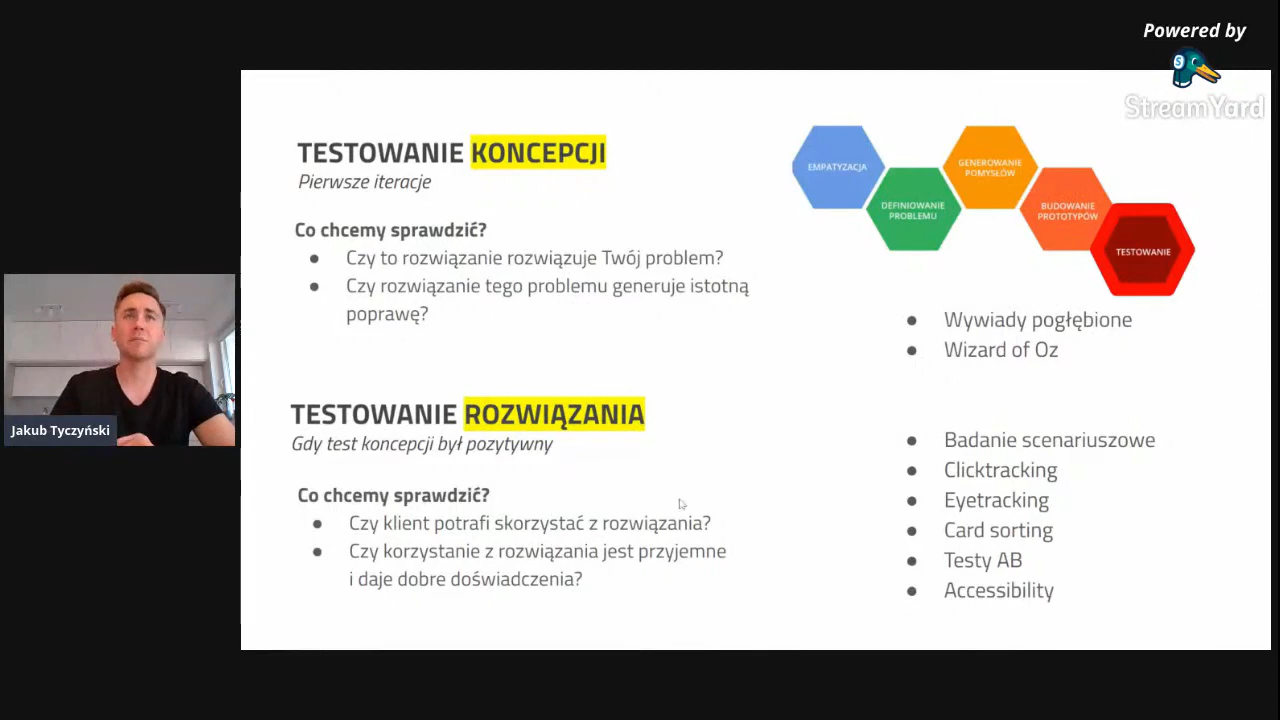 Powered by
StreamYard
TESTOWANIE KONCEPCJI
Pierwsze iteracje
Co chcemy sprawdzić?
● Czy to rozwiązanie rozwiązuje Twój problem?
● Czy rozwiązanie tego problemu generuje istotną
poprawę?
EMPATYZACJA
DEFINIOWANIE
PROBLEMU
GENEROWANIE
POMYSŁÓW
BUDOWANIE
PROTOTYPÓW
TESTOWANIE
● Wywiady pogłębione
● Wizard of Oz
TESTOWANIE ROZWIĄZANIA
Gdy test koncepcji był pozytywny
Co chcemy sprawdzić?
● Czy klient potrafi skorzystać z rozwiązania?
● Czy korzystanie z rozwiązania jest przyjemne
i daje dobre doświadczenia?
● Badanie scenariuszowe
● Clicktracking
● Eyetracking
● Card sorting
● Testy AB
● Accessibility
Jakub Tyczyński